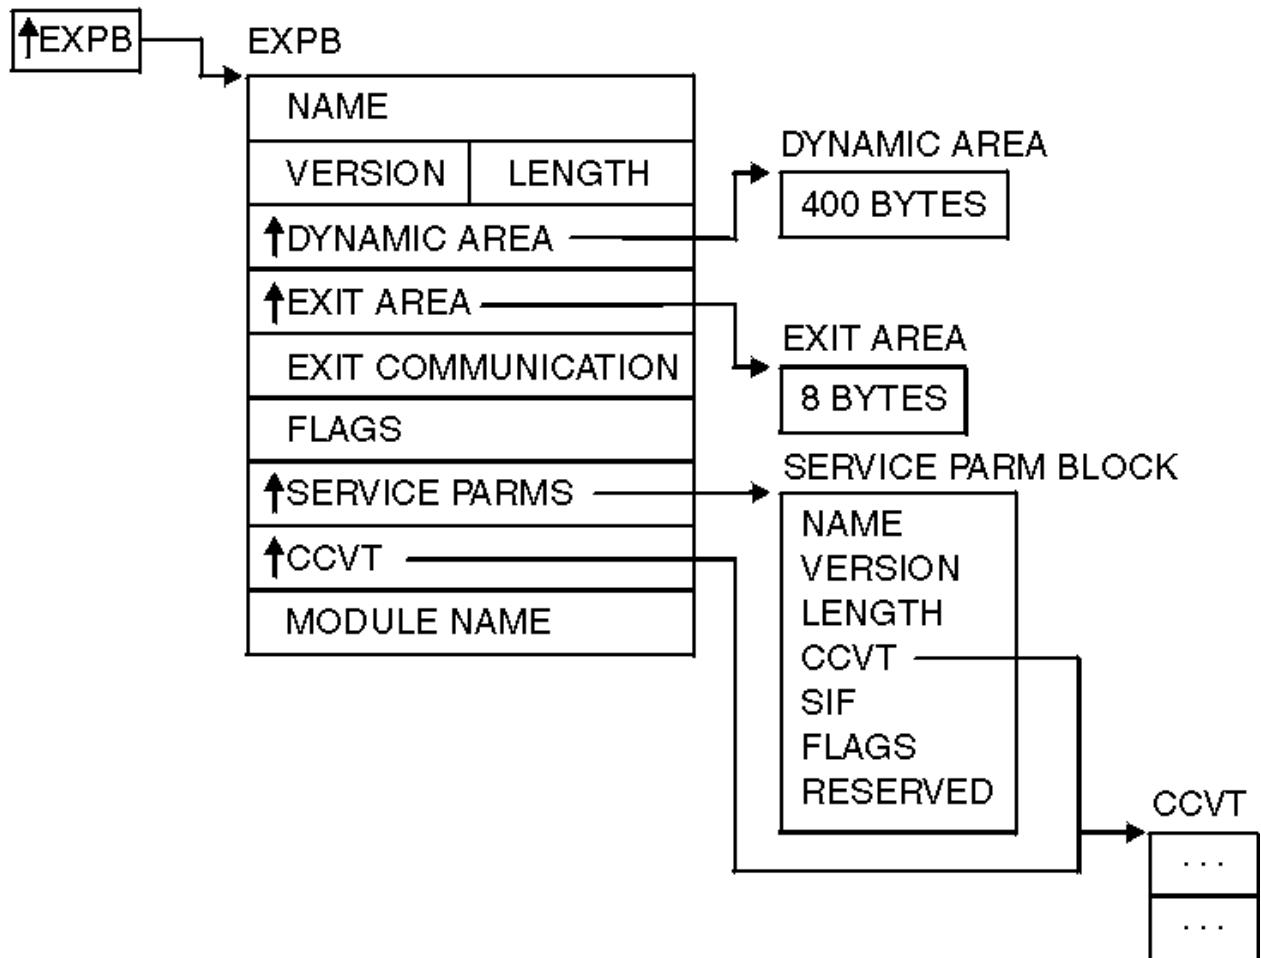 ↑EXPB
EXPB
NAME
VERSION
LENGTH
↑DYNAMIC AREA
↑EXIT AREA
EXIT COMMUNICATION
FLAGS
↑SERVICE PARMS
↑CCVT
MODULE NAME
DYNAMIC AREA
400 BYTES
EXIT AREA
8 BYTES
SERVICE PARM BLOCK
NAME
VERSION
LENGTH
CCVT
SIF
FLAGS
RESERVED
CCVT
. . .
. . .